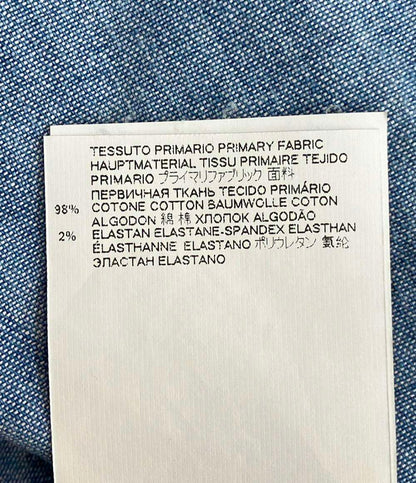 TESSUTO PRIMARIO PRIMARY FABRIC
HAUPTMATERIAL TISSU PRIMAIRE TEJIDO
PRIMARIO プライマリファブリック 面料
ПЕРВИЧНАЯ ТКАНЬ TECIDO PRIMÁRIO
98% COTONE COTTON BAUMWOLLE COTON
ALGODON 綿 棉 ХЛОПОК ALGODÃO
2% ELASTAN ELASTANE-SPANDEX ELASTHAN
ÉLASTHANNE ELASTANO ポリウレタン 氨纶
ЭЛАСТАН ELASTANO